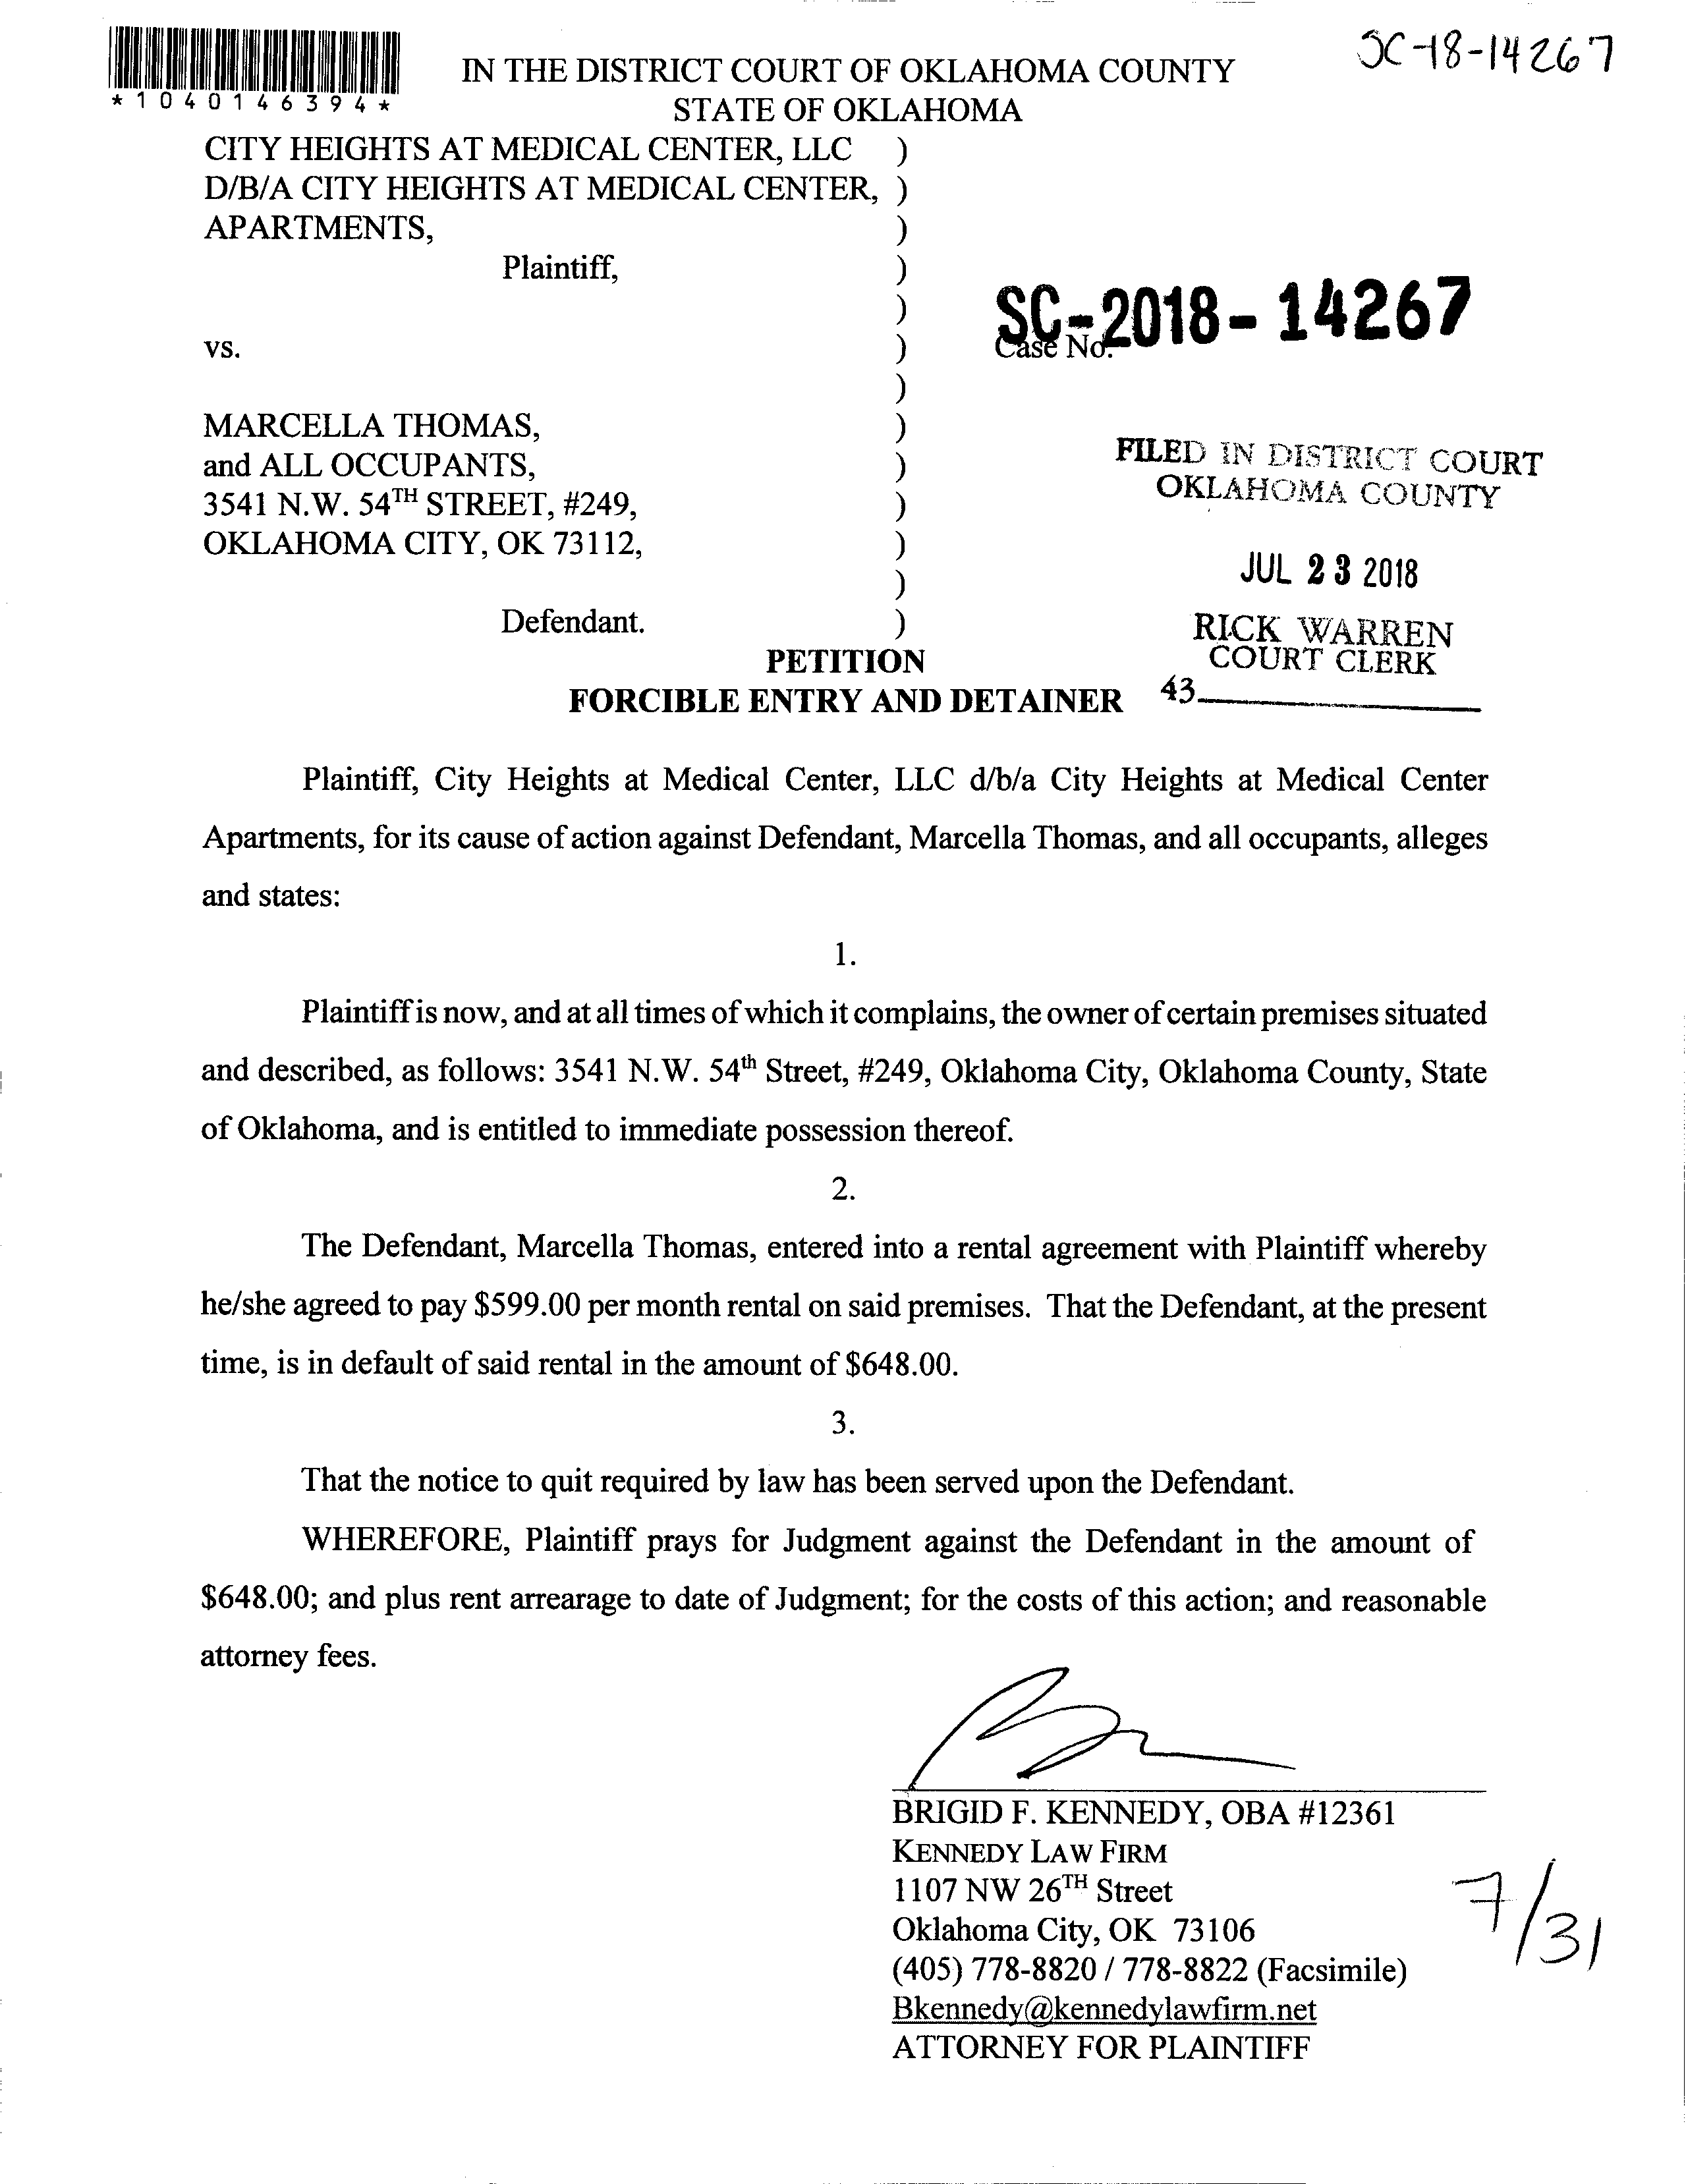 *1040146394*
SC-18-14267
IN THE DISTRICT COURT OF OKLAHOMA COUNTY
STATE OF OKLAHOMA
CITY HEIGHTS AT MEDICAL CENTER, LLC )
D/B/A CITY HEIGHTS AT MEDICAL CENTER, )
APARTMENTS, )
Plaintiff, )
)
vs. )
)
MARCELLA THOMAS, )
and ALL OCCUPANTS, )
3541 N.W. 54TH STREET, #249, )
OKLAHOMA CITY, OK 73112, )
)
Defendant. )
SC-2018-14267
Case No.
FILED IN DISTRICT COURT
OKLAHOMA COUNTY
JUL 23 2018
RICK WARREN
COURT CLERK
43
PETITION
FORCIBLE ENTRY AND DETAINER
Plaintiff, City Heights at Medical Center, LLC d/b/a City Heights at Medical Center
Apartments, for its cause of action against Defendant, Marcella Thomas, and all occupants, alleges
and states:
1.
Plaintiff is now, and at all times of which it complains, the owner of certain premises situated
and described, as follows: 3541 N.W. 54th Street, #249, Oklahoma City, Oklahoma County, State
of Oklahoma, and is entitled to immediate possession thereof.
2.
The Defendant, Marcella Thomas, entered into a rental agreement with Plaintiff whereby
he/she agreed to pay $599.00 per month rental on said premises. That the Defendant, at the present
time, is in default of said rental in the amount of $648.00.
3.
That the notice to quit required by law has been served upon the Defendant.
WHEREFORE, Plaintiff prays for Judgment against the Defendant in the amount of
$648.00; and plus rent arrearage to date of Judgment; for the costs of this action; and reasonable
attorney fees.
BRIGID F. KENNEDY, OBA #12361
KENNEDY LAW FIRM
1107 NW 26TH Street
Oklahoma City, OK 73106
(405) 778-8820 / 778-8822 (Facsimile)
Bkennedy@kennedylawfirm.net
ATTORNEY FOR PLAINTIFF
7/31